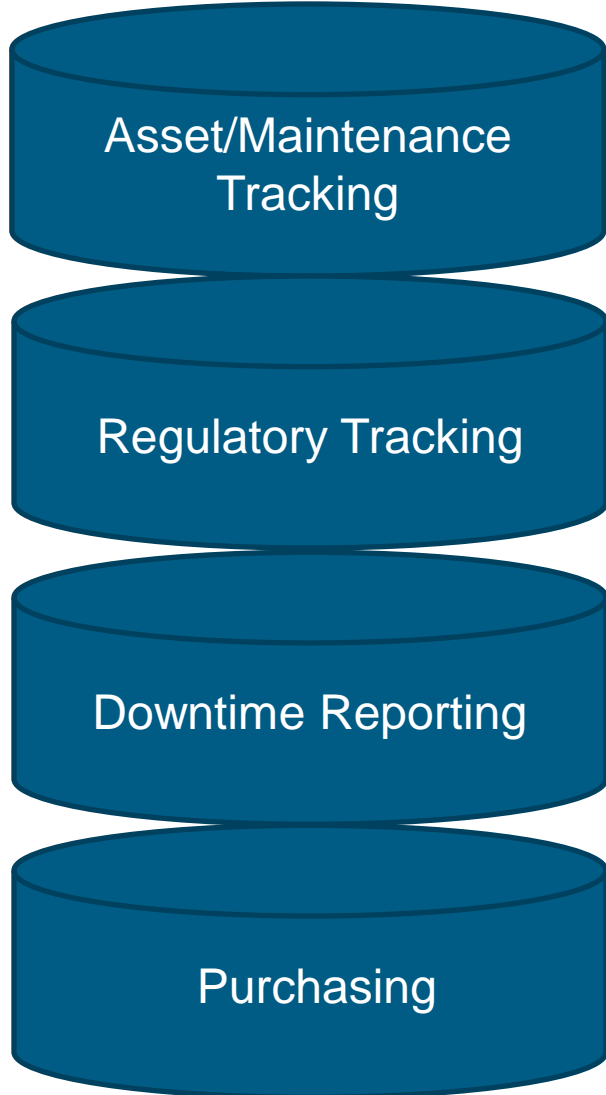 Asset/Maintenance
Tracking
Regulatory Tracking
Downtime Reporting
Purchasing